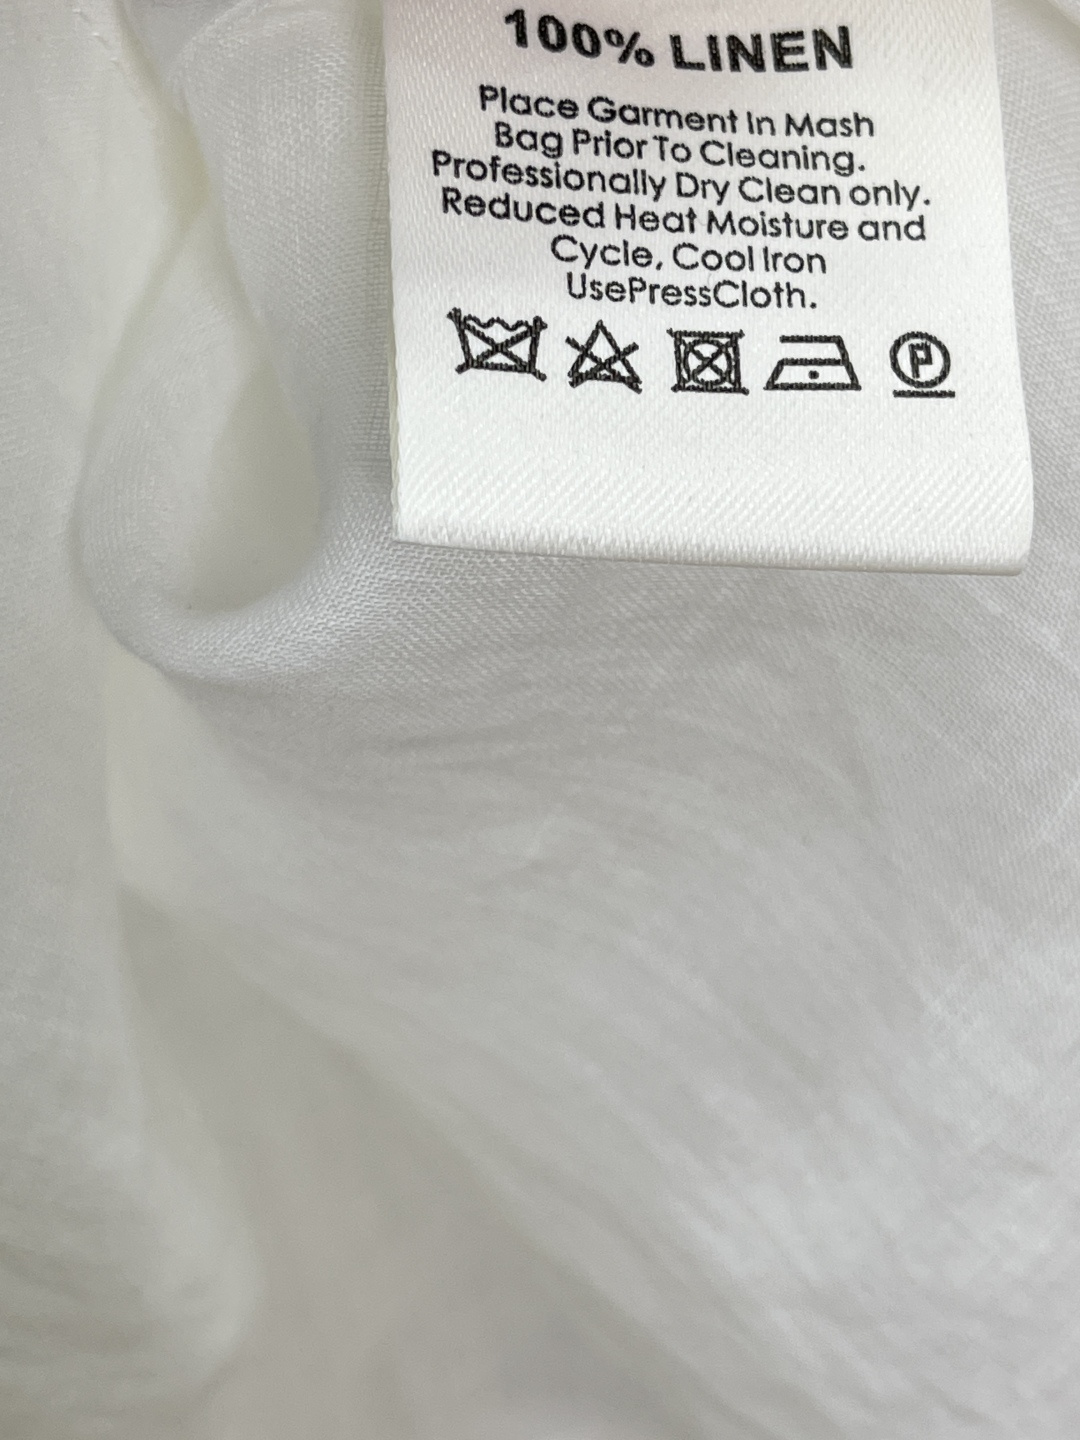 100% LINEN
Place Garment In Mash
Bag Prior To Cleaning.
Professionally Dry Clean only.
Reduced Heat Moisture and
Cycle, Cool Iron
UsePressCloth.
P